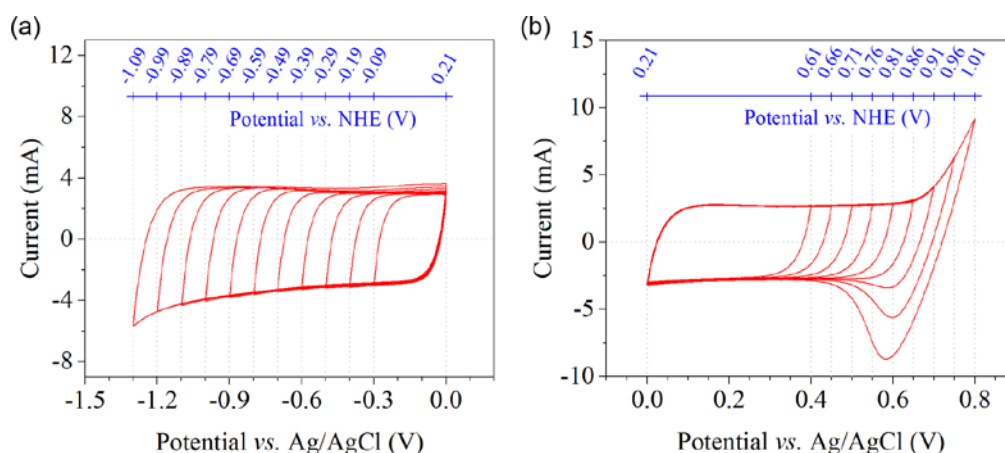 (a)
12
8
4
0
-4
-8
Current (mA)
-1.09 -0.99 -0.89 -0.79 -0.69 -0.59 -0.49 -0.39 -0.29 -0.19 -0.09 0.21
Potential vs. NHE (V)
-1.5 -1.2 -0.9 -0.6 -0.3 0.0
Potential vs. Ag/AgCl (V)
(b)
15
10
5
0
-5
-10
Current (mA)
0.21 0.61 0.66 0.71 0.76 0.81 0.86 0.91 0.96 1.01
Potential vs. NHE (V)
0.0 0.2 0.4 0.6 0.8
Potential vs. Ag/AgCl (V)